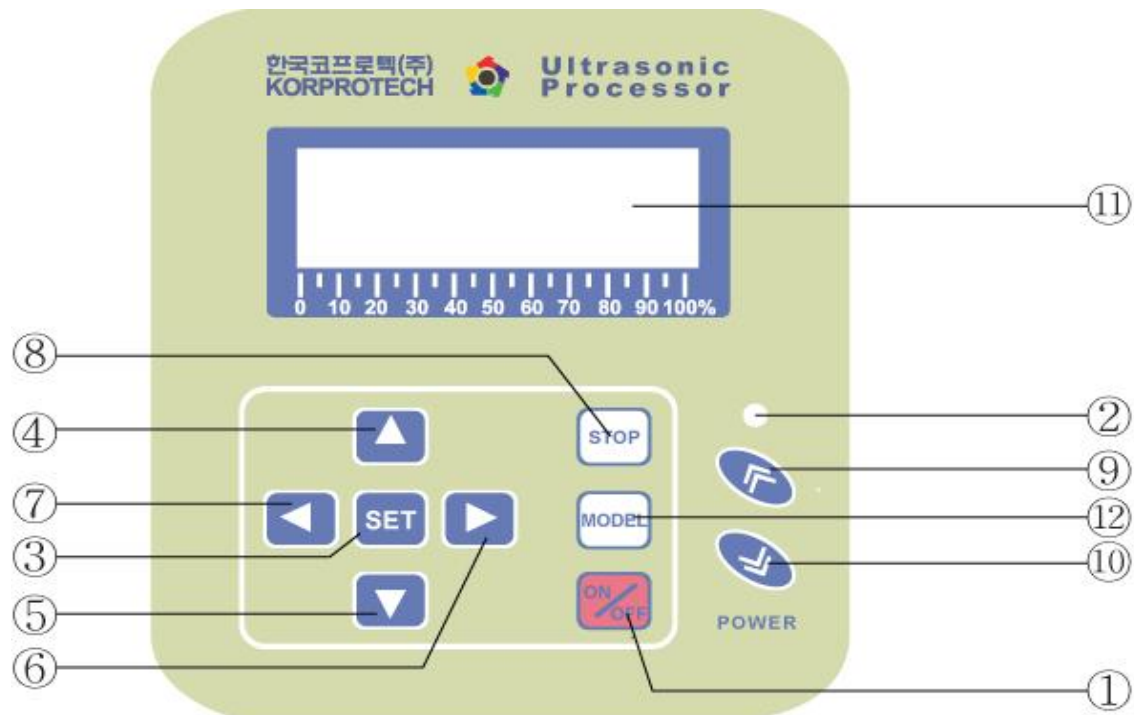 한국코프로텍(주)
KORPROTECH
Ultrasonic
Processor
⑪
0 10 20 30 40 50 60 70 80 90 100%
⑧
STOP
②
④
⑨
⑦
SET
MODEL
⑫
③
⑩
⑤
ON/OFF
POWER
⑥
①